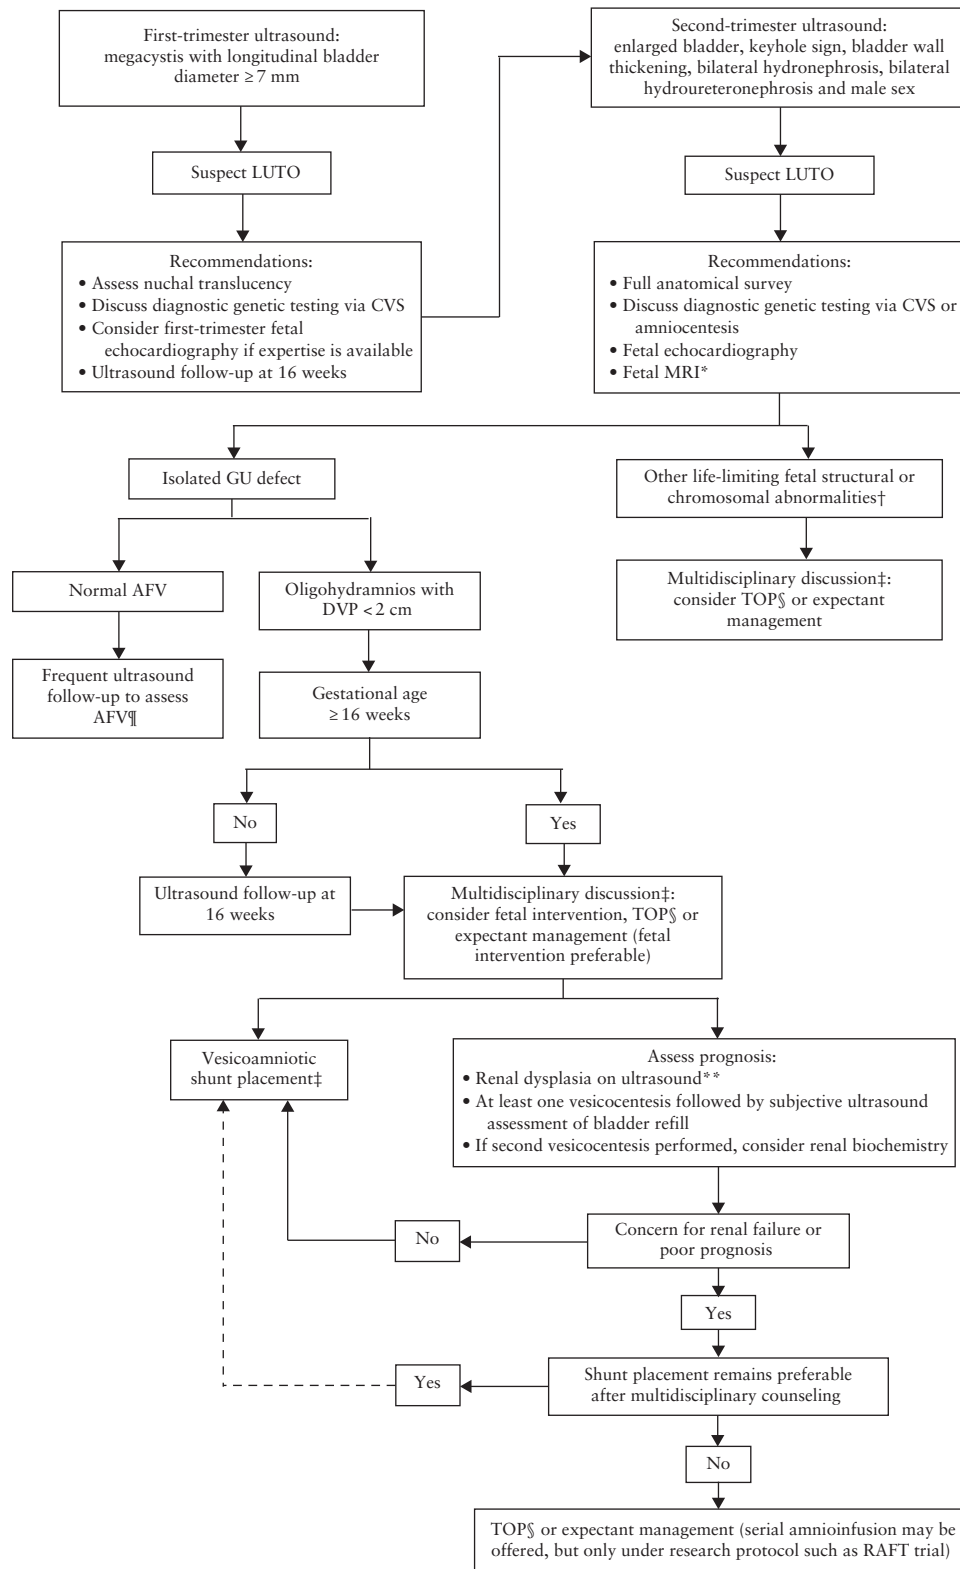 First-trimester ultrasound:
megacystis with longitudinal bladder
diameter ≥ 7 mm
Suspect LUTO
Recommendations:
• Assess nuchal translucency
• Discuss diagnostic genetic testing via CVS
• Consider first-trimester fetal
echocardiography if expertise is available
• Ultrasound follow-up at 16 weeks
Second-trimester ultrasound:
enlarged bladder, keyhole sign, bladder wall
thickening, bilateral hydronephrosis, bilateral
hydroureteronephrosis and male sex
Suspect LUTO
Recommendations:
• Full anatomical survey
• Discuss diagnostic genetic testing via CVS or
amniocentesis
• Fetal echocardiography
• Fetal MRI*
Isolated GU defect
Other life-limiting fetal structural or
chromosomal abnormalities†
Multidisciplinary discussion‡:
consider TOP§ or expectant
management
Normal AFV
Frequent ultrasound
follow-up to assess
AFV¶
Oligohydramnios with
DVP < 2 cm
Gestational age
≥ 16 weeks
No
Yes
Ultrasound follow-up at
16 weeks
Multidisciplinary discussion‡:
consider fetal intervention, TOP§ or
expectant management (fetal
intervention preferable)
Vesicoamniotic
shunt placement‡
Assess prognosis:
• Renal dysplasia on ultrasound**
• At least one vesicocentesis followed by subjective ultrasound
assessment of bladder refill
• If second vesicocentesis performed, consider renal biochemistry
Concern for renal failure or
poor prognosis
No
Yes
Shunt placement remains preferable
after multidisciplinary counseling
Yes
No
TOP§ or expectant management (serial amnioinfusion may be
offered, but only under research protocol such as RAFT trial)